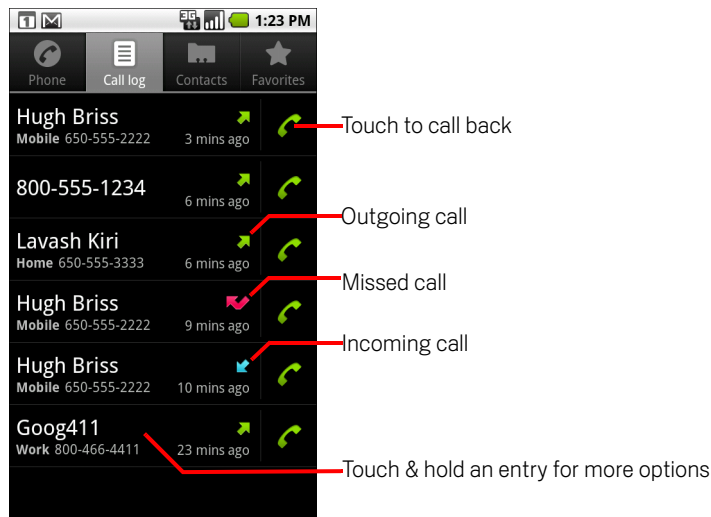 1 3G 1:23 PM
Phone Call log Contacts Favorites
Hugh Briss
Mobile 650-555-2222 3 mins ago
Touch to call back
800-555-1234
6 mins ago
Outgoing call
Lavash Kiri
Home 650-555-3333 6 mins ago
Missed call
Hugh Briss
Mobile 650-555-2222 9 mins ago
Incoming call
Hugh Briss
Mobile 650-555-2222 10 mins ago
Goog411
Work 800-466-4411 23 mins ago
Touch & hold an entry for more options